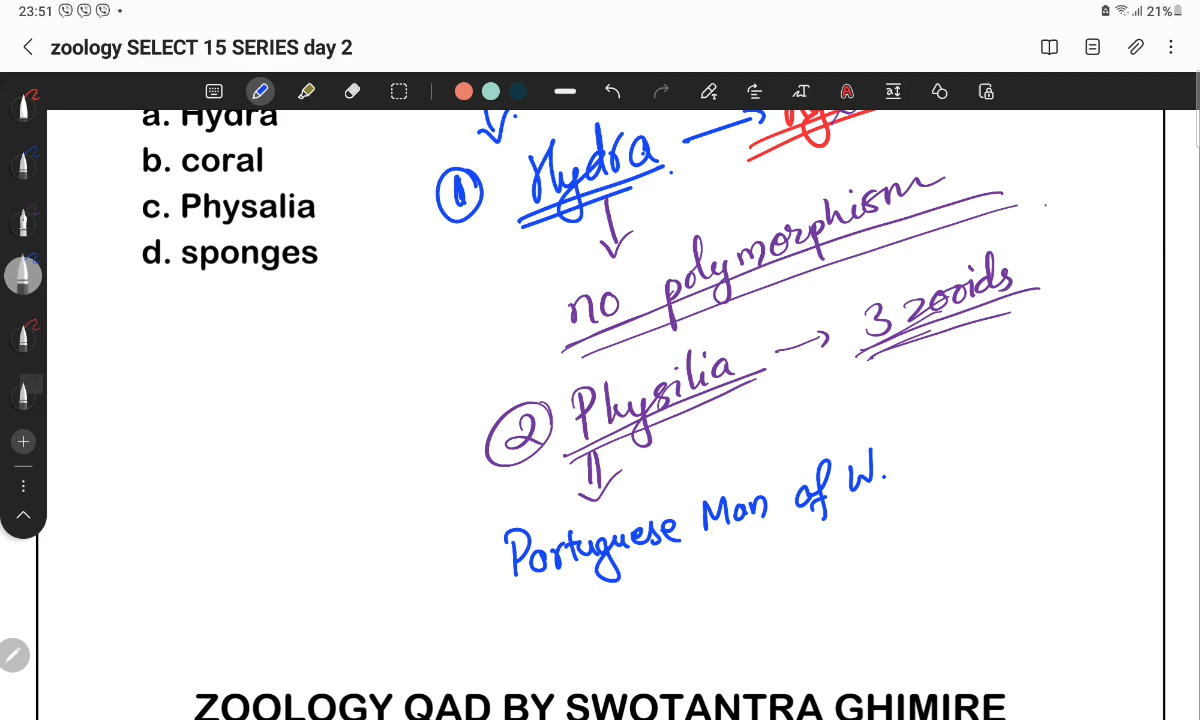 23:51
21%
zoology SELECT 15 SERIES day 2
a. Hydra
b. coral
c. Physalia
d. sponges
① Hydra →
no polymorphism
② Physilia → 3 zooids
Portuguese Man of W.
ZOOLOGY QAD BY SWOTANTRA GHIMIRE